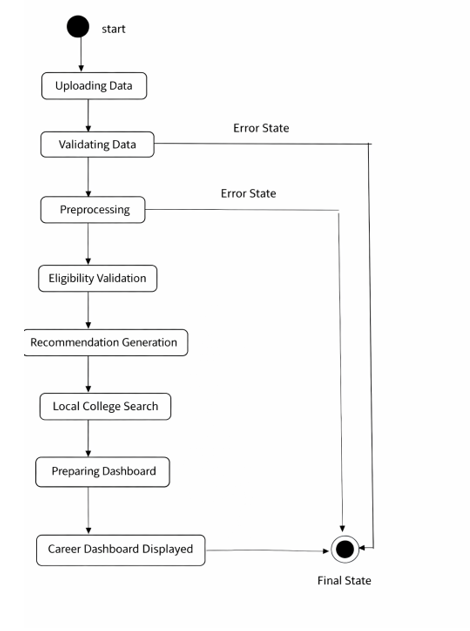 start
Uploading Data
Error State
Validating Data
Error State
Preprocessing
Eligibility Validation
Recommendation Generation
Local College Search
Preparing Dashboard
Career Dashboard Displayed
Final State